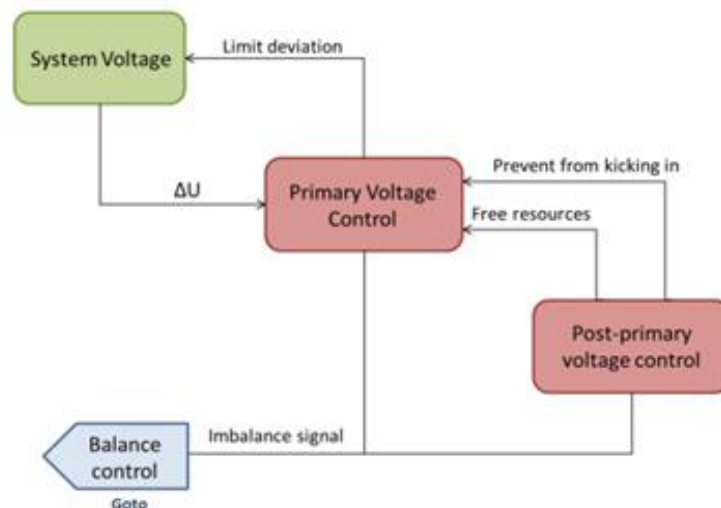 System Voltage
Limit deviation
ΔU
Primary Voltage
Control
Prevent from kicking in
Free resources
Post-primary
voltage control
Imbalance signal
Balance
control
Goto